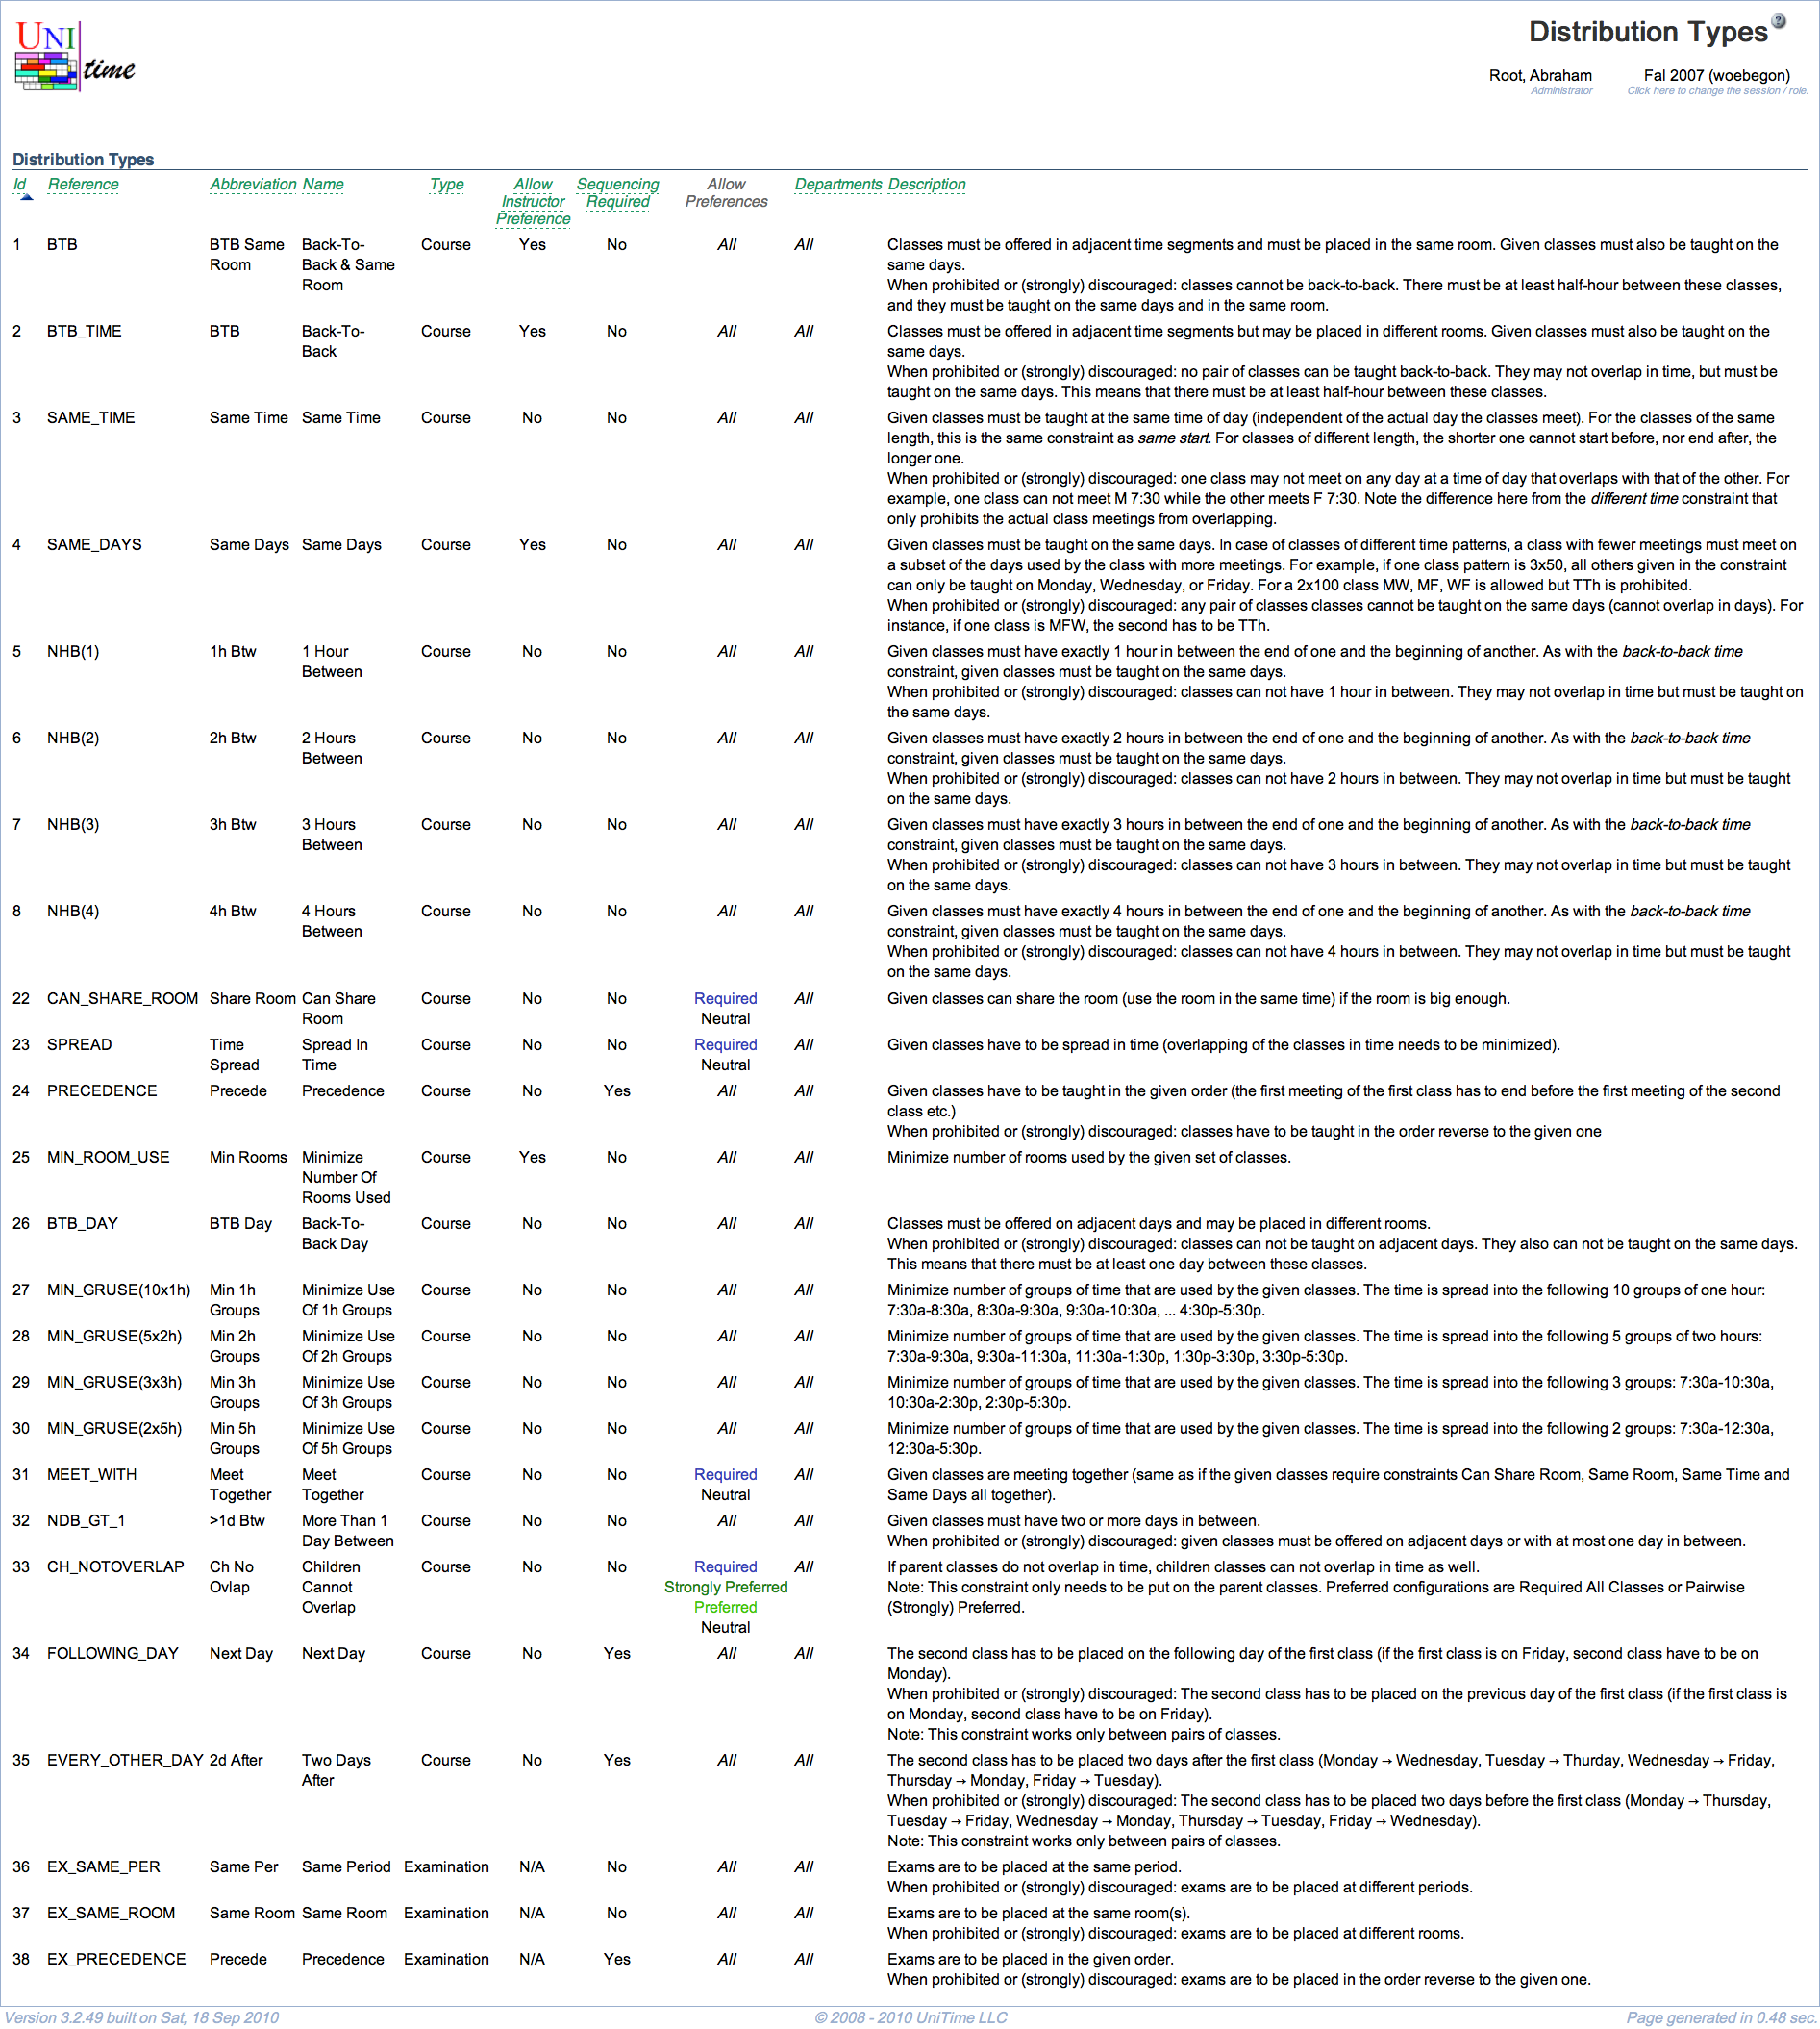 UNI
time
Distribution Types
Root, Abraham Fal 2007 (woebegon)
Administrator Click here to change the session / role.
Distribution Types
Id Reference Abbreviation Name Type Allow Instructor Preference Sequencing Required Allow Preferences Departments Description
1 BTB BTB Same Room Back-To-Back & Same Room Course Yes No All All Classes must be offered in adjacent time segments and must be placed in the same room. Given classes must also be taught on the
same days.
When prohibited or (strongly) discouraged: classes cannot be back-to-back. There must be at least half-hour between these classes,
and they must be taught on the same days and in the same room.
2 BTB_TIME BTB Back-To-Back Course Yes No All All Classes must be offered in adjacent time segments but may be placed in different rooms. Given classes must also be taught on the
same days.
When prohibited or (strongly) discouraged: no pair of classes can be taught back-to-back. They may not overlap in time, but must be
taught on the same days. This means that there must be at least half-hour between these classes.
3 SAME_TIME Same Time Same Time Course No No All All Given classes must be taught at the same time of day (independent of the actual day the classes meet). For the classes of the same
length, this is the same constraint as same start. For classes of different length, the shorter one cannot start before, nor end after, the
longer one.
When prohibited or (strongly) discouraged: one class may not meet on any day at a time of day that overlaps with that of the other. For
example, one class can not meet M 7:30 while the other meets F 7:30. Note the difference here from the different time constraint that
only prohibits the actual class meetings from overlapping.
4 SAME_DAYS Same Days Same Days Course Yes No All All Given classes must be taught on the same days. In case of classes of different time patterns, a class with fewer meetings must meet on
a subset of the days used by the class with more meetings. For example, if one class pattern is 3x50, all others given in the constraint
can only be taught on Monday, Wednesday, or Friday. For a 2x100 class MW, MF, WF is allowed but TTh is prohibited.
When prohibited or (strongly) discouraged: any pair of classes classes cannot be taught on the same days (cannot overlap in days). For
instance, if one class is MFW, the second has to be TTh.
5 NHB(1) 1h Btw 1 Hour Between Course No No All All Given classes must have exactly 1 hour in between the end of one and the beginning of another. As with the back-to-back time
constraint, given classes must be taught on the same days.
When prohibited or (strongly) discouraged: classes can not have 1 hour in between. They may not overlap in time but must be taught on
the same days.
6 NHB(2) 2h Btw 2 Hours Between Course No No All All Given classes must have exactly 2 hours in between the end of one and the beginning of another. As with the back-to-back time
constraint, given classes must be taught on the same days.
When prohibited or (strongly) discouraged: classes can not have 2 hours in between. They may not overlap in time but must be taught
on the same days.
7 NHB(3) 3h Btw 3 Hours Between Course No No All All Given classes must have exactly 3 hours in between the end of one and the beginning of another. As with the back-to-back time
constraint, given classes must be taught on the same days.
When prohibited or (strongly) discouraged: classes can not have 3 hours in between. They may not overlap in time but must be taught
on the same days.
8 NHB(4) 4h Btw 4 Hours Between Course No No All All Given classes must have exactly 4 hours in between the end of one and the beginning of another. As with the back-to-back time
constraint, given classes must be taught on the same days.
When prohibited or (strongly) discouraged: classes can not have 4 hours in between. They may not overlap in time but must be taught
on the same days.
22 CAN_SHARE_ROOM Share Room Can Share Room Course No No Required Neutral All Given classes can share the room (use the room in the same time) if the room is big enough.
23 SPREAD Time Spread Spread In Time Course No No Required Neutral All Given classes have to be spread in time (overlapping of the classes in time needs to be minimized).
24 PRECEDENCE Precede Precedence Course No Yes All All Given classes have to be taught in the given order (the first meeting of the first class has to end before the first meeting of the second
class etc.)
When prohibited or (strongly) discouraged: classes have to be taught in the order reverse to the given one
25 MIN_ROOM_USE Min Rooms Minimize Number Of Rooms Used Course Yes No All All Minimize number of rooms used by the given set of classes.
26 BTB_DAY BTB Day Back-To-Back Day Course No No All All Classes must be offered on adjacent days and may be placed in different rooms.
When prohibited or (strongly) discouraged: classes can not be taught on adjacent days. They also can not be taught on the same days.
This means that there must be at least one day between these classes.
27 MIN_GRUSE(10x1h) Min 1h Groups Minimize Use Of 1h Groups Course No No All All Minimize number of groups of time that are used by the given classes. The time is spread into the following 10 groups of one hour:
7:30a-8:30a, 8:30a-9:30a, 9:30a-10:30a, ... 4:30p-5:30p.
28 MIN_GRUSE(5x2h) Min 2h Groups Minimize Use Of 2h Groups Course No No All All Minimize number of groups of time that are used by the given classes. The time is spread into the following 5 groups of two hours:
7:30a-9:30a, 9:30a-11:30a, 11:30a-1:30p, 1:30p-3:30p, 3:30p-5:30p.
29 MIN_GRUSE(3x3h) Min 3h Groups Minimize Use Of 3h Groups Course No No All All Minimize number of groups of time that are used by the given classes. The time is spread into the following 3 groups: 7:30a-10:30a,
10:30a-2:30p, 2:30p-5:30p.
30 MIN_GRUSE(2x5h) Min 5h Groups Minimize Use Of 5h Groups Course No No All All Minimize number of groups of time that are used by the given classes. The time is spread into the following 2 groups: 7:30a-12:30a,
12:30a-5:30p.
31 MEET_WITH Meet Together Meet Together Course No No Required Neutral All Given classes are meeting together (same as if the given classes require constraints Can Share Room, Same Room, Same Time and
Same Days all together).
32 NDB_GT_1 >1d Btw More Than 1 Day Between Course No No All All Given classes must have two or more days in between.
When prohibited or (strongly) discouraged: given classes must be offered on adjacent days or with at most one day in between.
33 CH_NOTOVERLAP Ch No Ovlap Children Cannot Overlap Course No No Required Strongly Preferred Preferred Neutral All If parent classes do not overlap in time, children classes can not overlap in time as well.
Note: This constraint only needs to be put on the parent classes. Preferred configurations are Required All Classes or Pairwise
(Strongly) Preferred.
34 FOLLOWING_DAY Next Day Next Day Course No Yes All All The second class has to be placed on the following day of the first class (if the first class is on Friday, second class have to be on
Monday).
When prohibited or (strongly) discouraged: The second class has to be placed on the previous day of the first class (if the first class is
on Monday, second class have to be on Friday).
Note: This constraint works only between pairs of classes.
35 EVERY_OTHER_DAY 2d After Two Days After Course No Yes All All The second class has to be placed two days after the first class (Monday → Wednesday, Tuesday → Thurday, Wednesday → Friday,
Thursday → Monday, Friday → Tuesday).
When prohibited or (strongly) discouraged: The second class has to be placed two days before the first class (Monday → Thursday,
Tuesday → Friday, Wednesday → Monday, Thursday → Tuesday, Friday → Wednesday).
Note: This constraint works only between pairs of classes.
36 EX_SAME_PER Same Per Same Period Examination N/A No All All Exams are to be placed at the same period.
When prohibited or (strongly) discouraged: exams are to be placed at different periods.
37 EX_SAME_ROOM Same Room Same Room Examination N/A No All All Exams are to be placed at the same room(s).
When prohibited or (strongly) discouraged: exams are to be placed at different rooms.
38 EX_PRECEDENCE Precede Precedence Examination N/A Yes All All Exams are to be placed in the given order.
When prohibited or (strongly) discouraged: exams are to be placed in the order reverse to the given one.
Version 3.2.49 built on Sat, 18 Sep 2010 © 2008 - 2010 UniTime LLC Page generated in 0.48 sec.